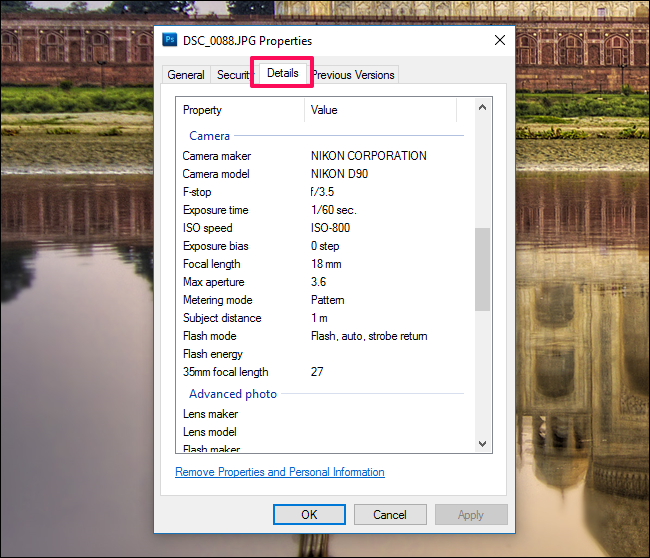 Ps DSC_0088.JPG Properties
General Security Details Previous Versions
Property Value
Camera
Camera maker NIKON CORPORATION
Camera model NIKON D90
F-stop f/3.5
Exposure time 1/60 sec.
ISO speed ISO-800
Exposure bias 0 step
Focal length 18 mm
Max aperture 3.6
Metering mode Pattern
Subject distance 1 m
Flash mode Flash, auto, strobe return
Flash energy
35mm focal length 27
Advanced photo
Lens maker
Lens model
Flash maker
Remove Properties and Personal Information
OK Cancel Apply